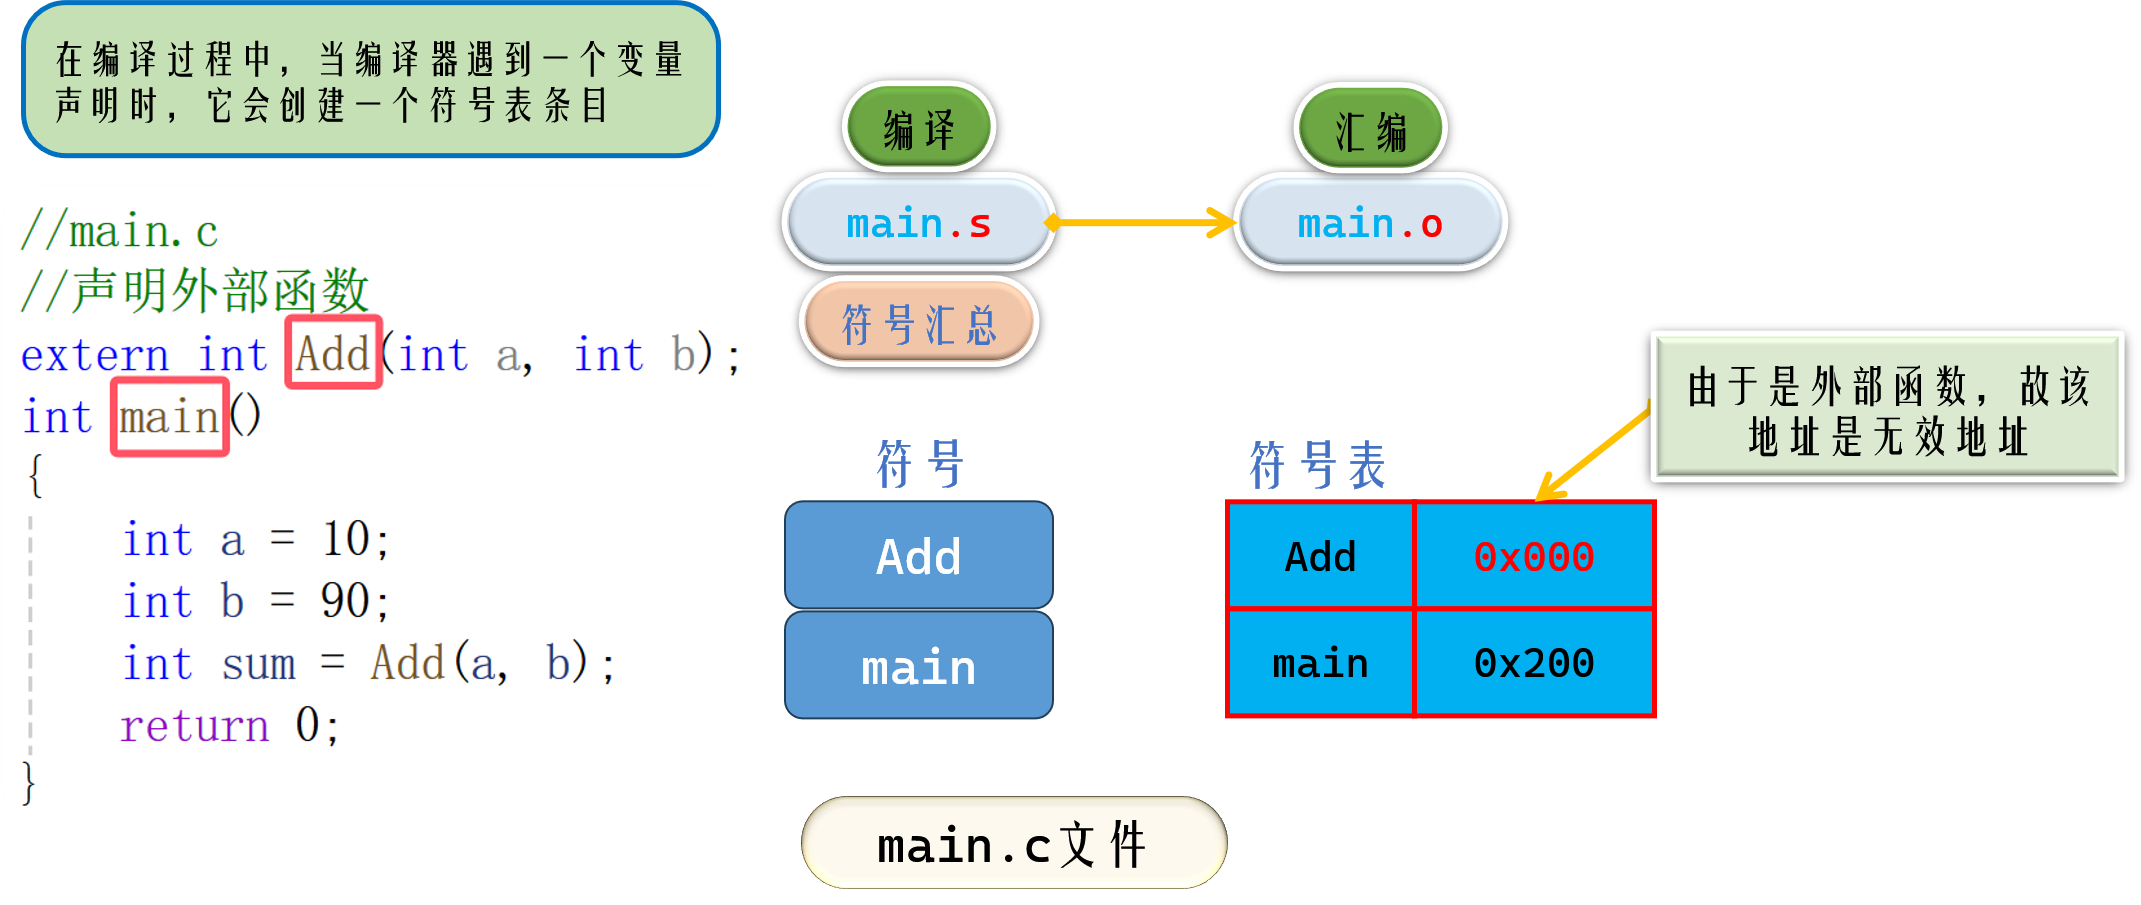 在编译过程中，当编译器遇到一个变量
声明时，它会创建一个符号表条目
//main.c
//声明外部函数
extern int Add(int a, int b);
int main()
{
    int a = 10;
    int b = 90;
    int sum = Add(a, b);
    return 0;
}
编译
main.s
符号汇总
汇编
main.o
由于是外部函数，故该
地址是无效地址
符号
Add
main
符号表
Add 0x000
main 0x200
main.c文件